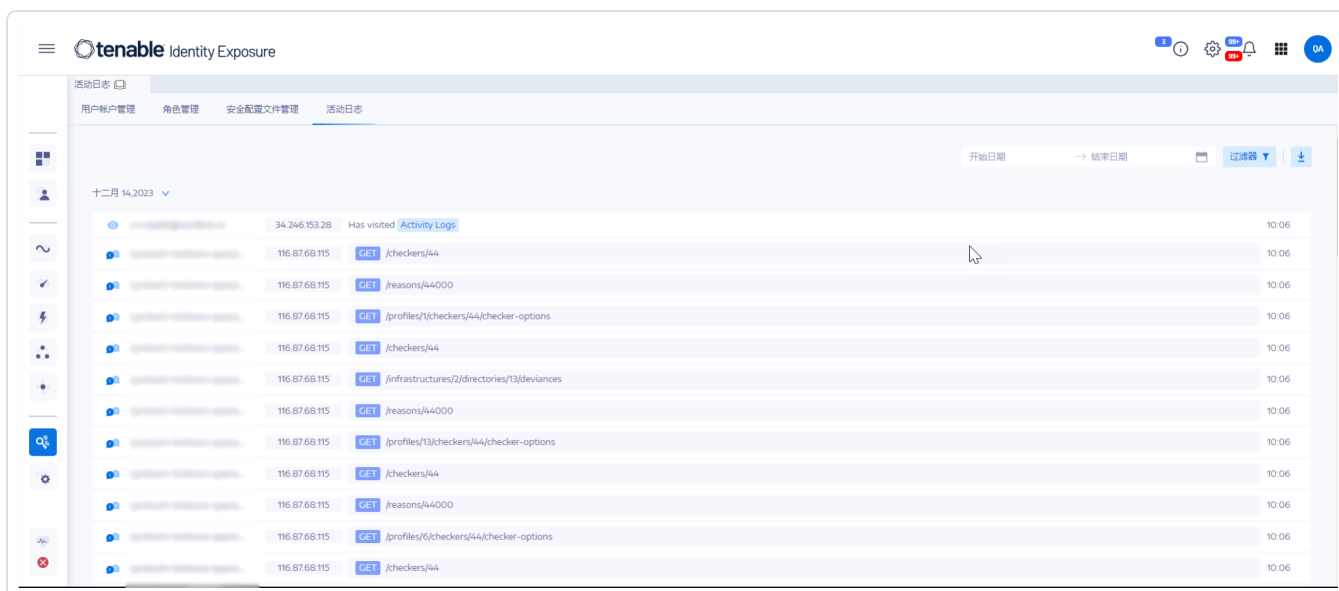 tenable Identity Exposure
3
99+
99+
QA
活动日志
用户帐户管理 角色管理 安全配置文件管理 活动日志
开始日期 → 结束日期 过滤器
十二月 14,2023
34.246.153.28 Has visited Activity Logs 10:06
116.87.68.115 GET /checkers/44 10:06
116.87.68.115 GET /reasons/44000 10:06
116.87.68.115 GET /profiles/1/checkers/44/checker-options 10:06
116.87.68.115 GET /checkers/44 10:06
116.87.68.115 GET /infrastructures/2/directories/13/deviances 10:06
116.87.68.115 GET /reasons/44000 10:06
116.87.68.115 GET /profiles/13/checkers/44/checker-options 10:06
116.87.68.115 GET /checkers/44 10:06
116.87.68.115 GET /reasons/44000 10:06
116.87.68.115 GET /profiles/6/checkers/44/checker-options 10:06
116.87.68.115 GET /checkers/44 10:06